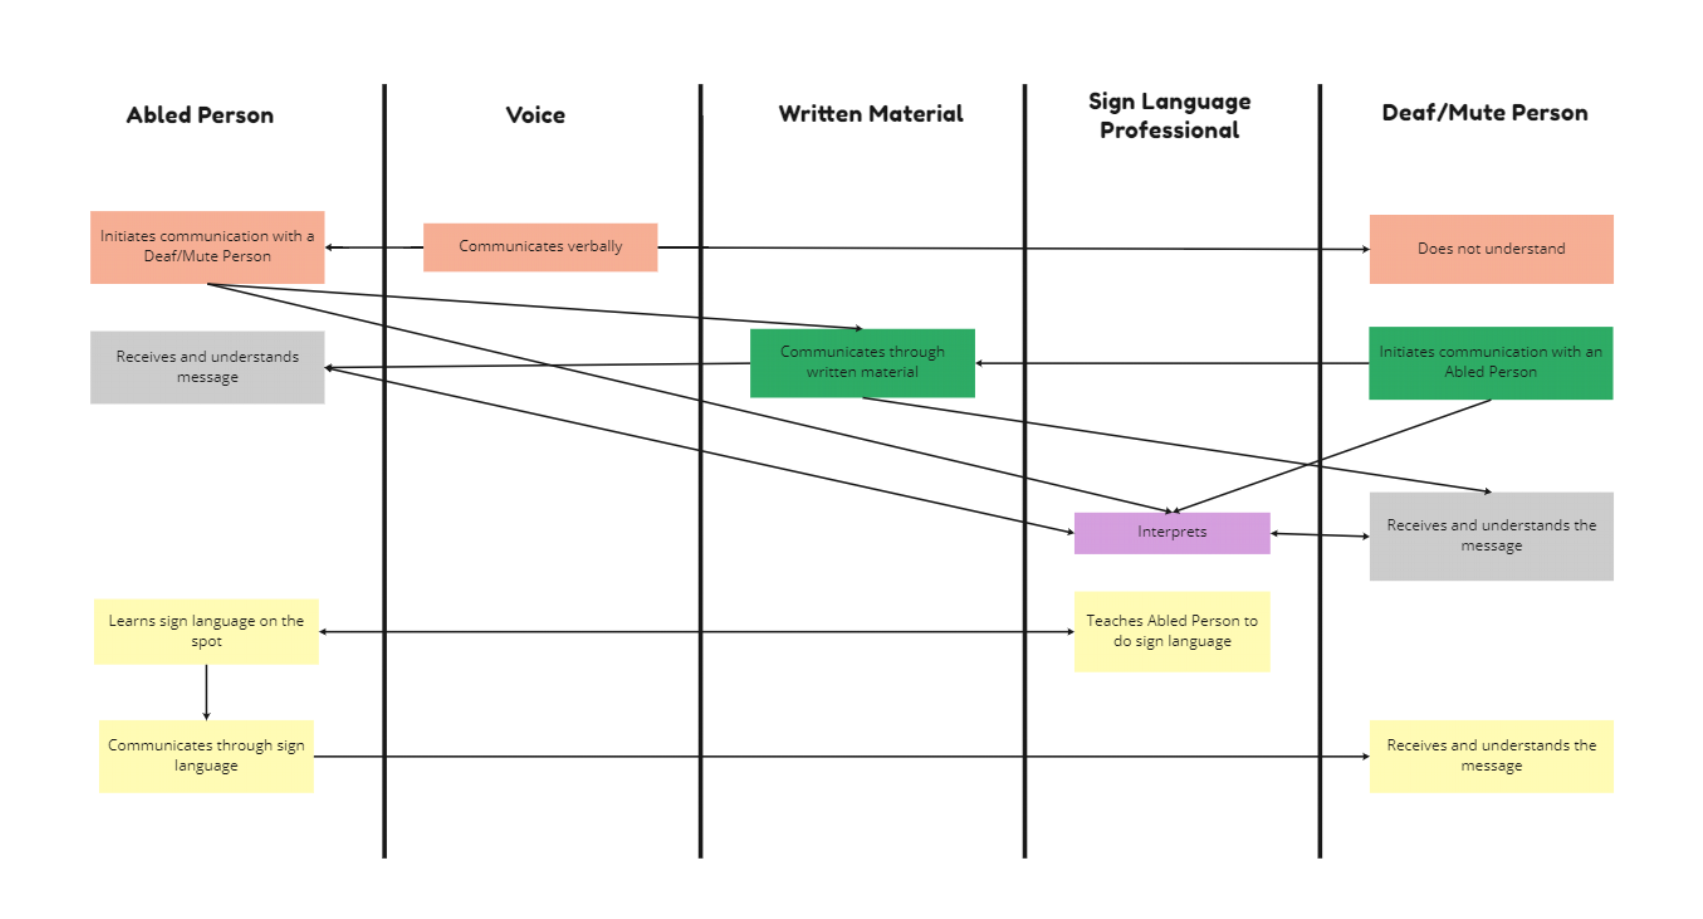 Abled Person
Voice
Written Material
Sign Language
Professional
Deaf/Mute Person
Initiates communication with a
Deaf/Mute Person
Communicates verbally
Does not understand
Receives and understands
message
Communicates through
written material
Initiates communication with an
Abled Person
Interprets
Receives and understands the
message
Learns sign language on the
spot
Teaches Abled Person to
do sign language
Communicates through sign
language
Receives and understands the
message